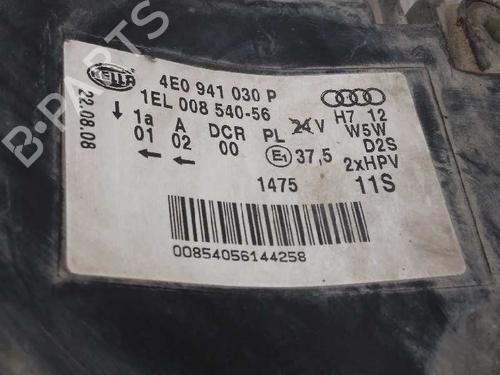 B-PARTS
HELLA
4E0 941 030 P
1EL 008 540-56
22.08.08
1a A DCR PL 24V H7 12
01 02 00 E1 37,5 W5W
D2S
2xHPV
1475 11S
00854056144258